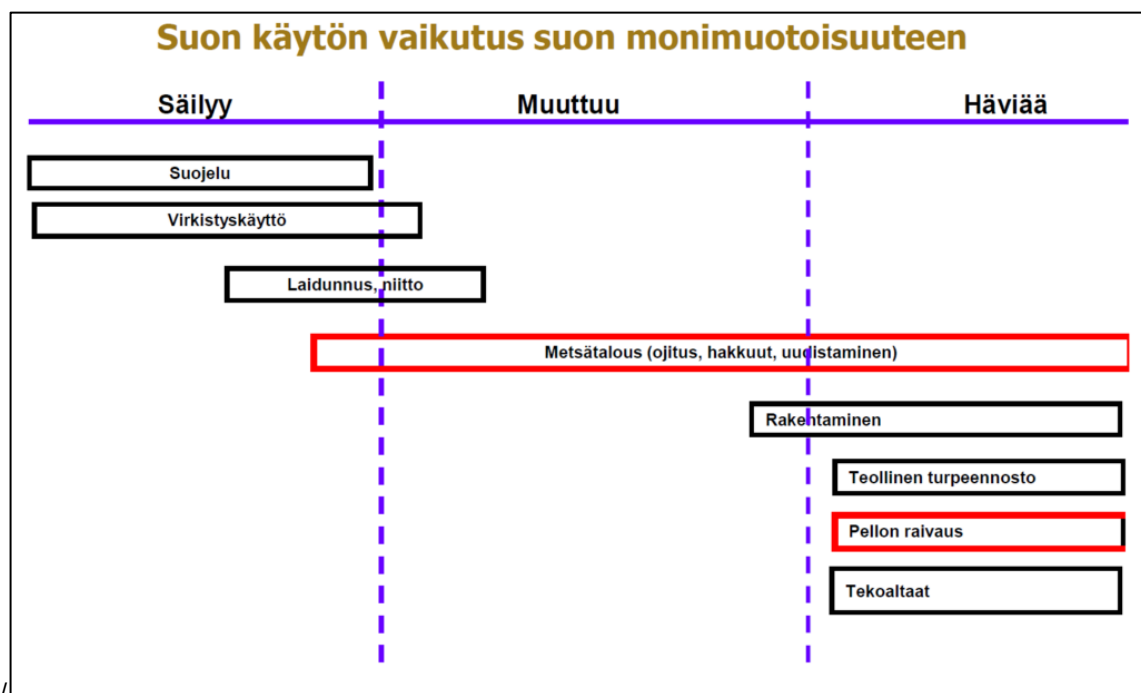 Suon käytön vaikutus suon monimuotoisuuteen
Säilyy Muuttuu Häviää
Suojelu
Virkistyskäyttö
Laidunnus, niitto
Metsätalous (ojitus, hakkuut, uudistaminen)
Rakentaminen
Teollinen turpeennosto
Pellon raivaus
Tekoaltaat
/